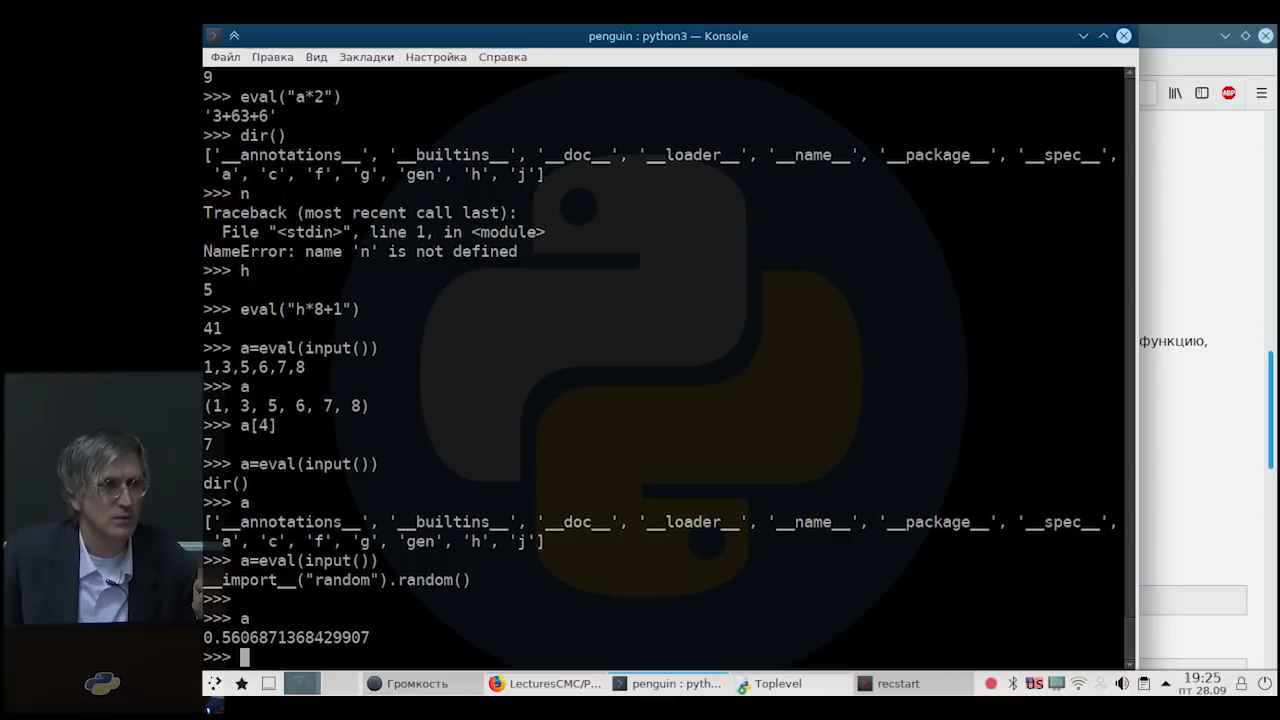 penguin : python3 — Konsole
Файл Правка Вид Закладки Настройка Справка
9
>>> eval("a*2")
'3+63+6'
>>> dir()
['__annotations__', '__builtins__', '__doc__', '__loader__', '__name__', '__package__', '__spec__',
'a', 'c', 'f', 'g', 'gen', 'h', 'j']
>>> n
Traceback (most recent call last):
File "<stdin>", line 1, in <module>
NameError: name 'n' is not defined
>>> h
5
>>> eval("h*8+1")
41
>>> a=eval(input())
1,3,5,6,7,8
>>> a
(1, 3, 5, 6, 7, 8)
>>> a[4]
7
>>> a=eval(input())
dir()
>>> a
['__annotations__', '__builtins__', '__doc__', '__loader__', '__name__', '__package__', '__spec__',
'a', 'c', 'f', 'g', 'gen', 'h', 'j']
>>> a=eval(input())
__import__("random").random()
>>>
>>> a
0.5606871368429907
>>>
ABP
функцию,
Громкость LecturesCMC/P... penguin : pyth... Toplevel recstart US 19:25
пт 28.09